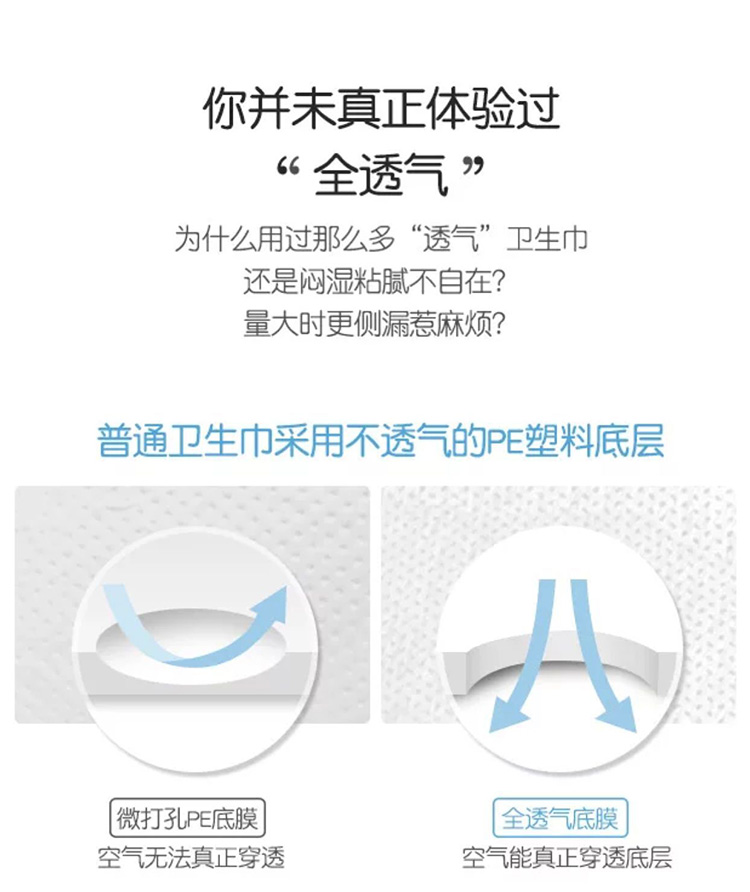 你并未真正体验过
“全透气”
为什么用过那么多“透气”卫生巾
还是闷湿粘腻不自在？
量大时更侧漏惹麻烦？
普通卫生巾采用不透气的PE塑料底层
微打孔PE底膜
空气无法真正穿透
全透气底膜
空气能真正穿透底层